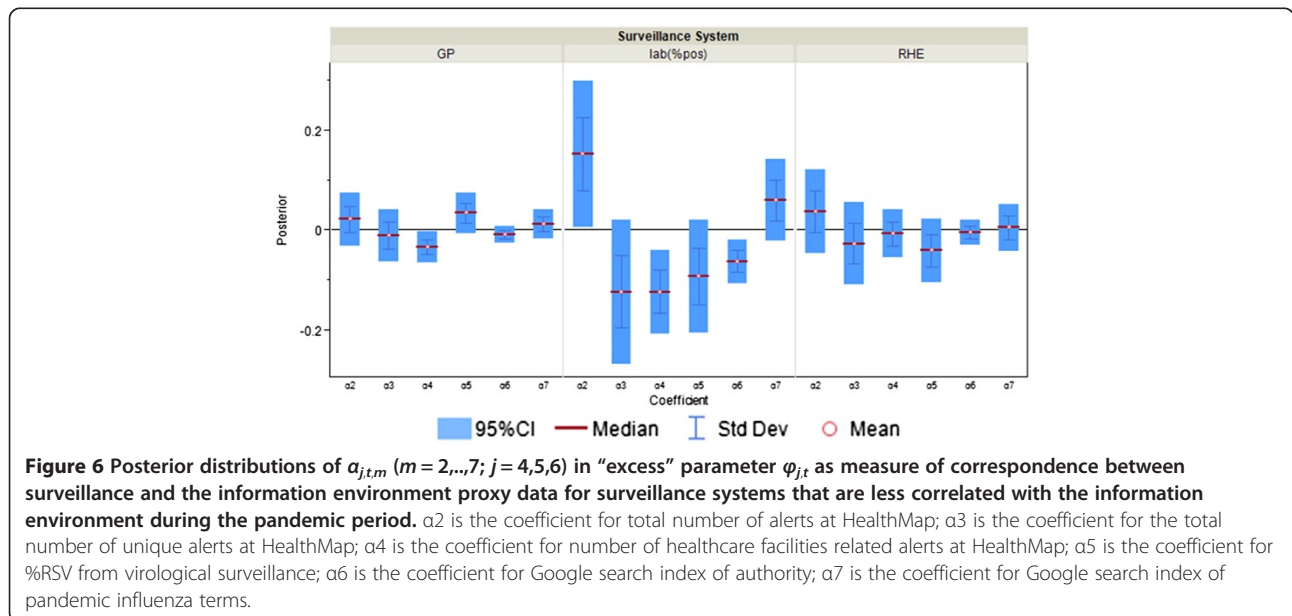 Surveillance System
GP lab(%pos) RHE
Posterior
0.2
0
-0.2
α2 α3 α4 α5 α6 α7 α2 α3 α4 α5 α6 α7 α2 α3 α4 α5 α6 α7
Coefficient
95%CI Median Std Dev Mean
Figure 6 Posterior distributions of α_{j,t,m} (m = 2,..,7; j = 4,5,6) in “excess” parameter φ_{j,t} as measure of correspondence between
surveillance and the information environment proxy data for surveillance systems that are less correlated with the information
environment during the pandemic period. α2 is the coefficient for total number of alerts at HealthMap; α3 is the coefficient for the total
number of unique alerts at HealthMap; α4 is the coefficient for number of healthcare facilities related alerts at HealthMap; α5 is the coefficient for
%RSV from virological surveillance; α6 is the coefficient for Google search index of authority; α7 is the coefficient for Google search index of
pandemic influenza terms.